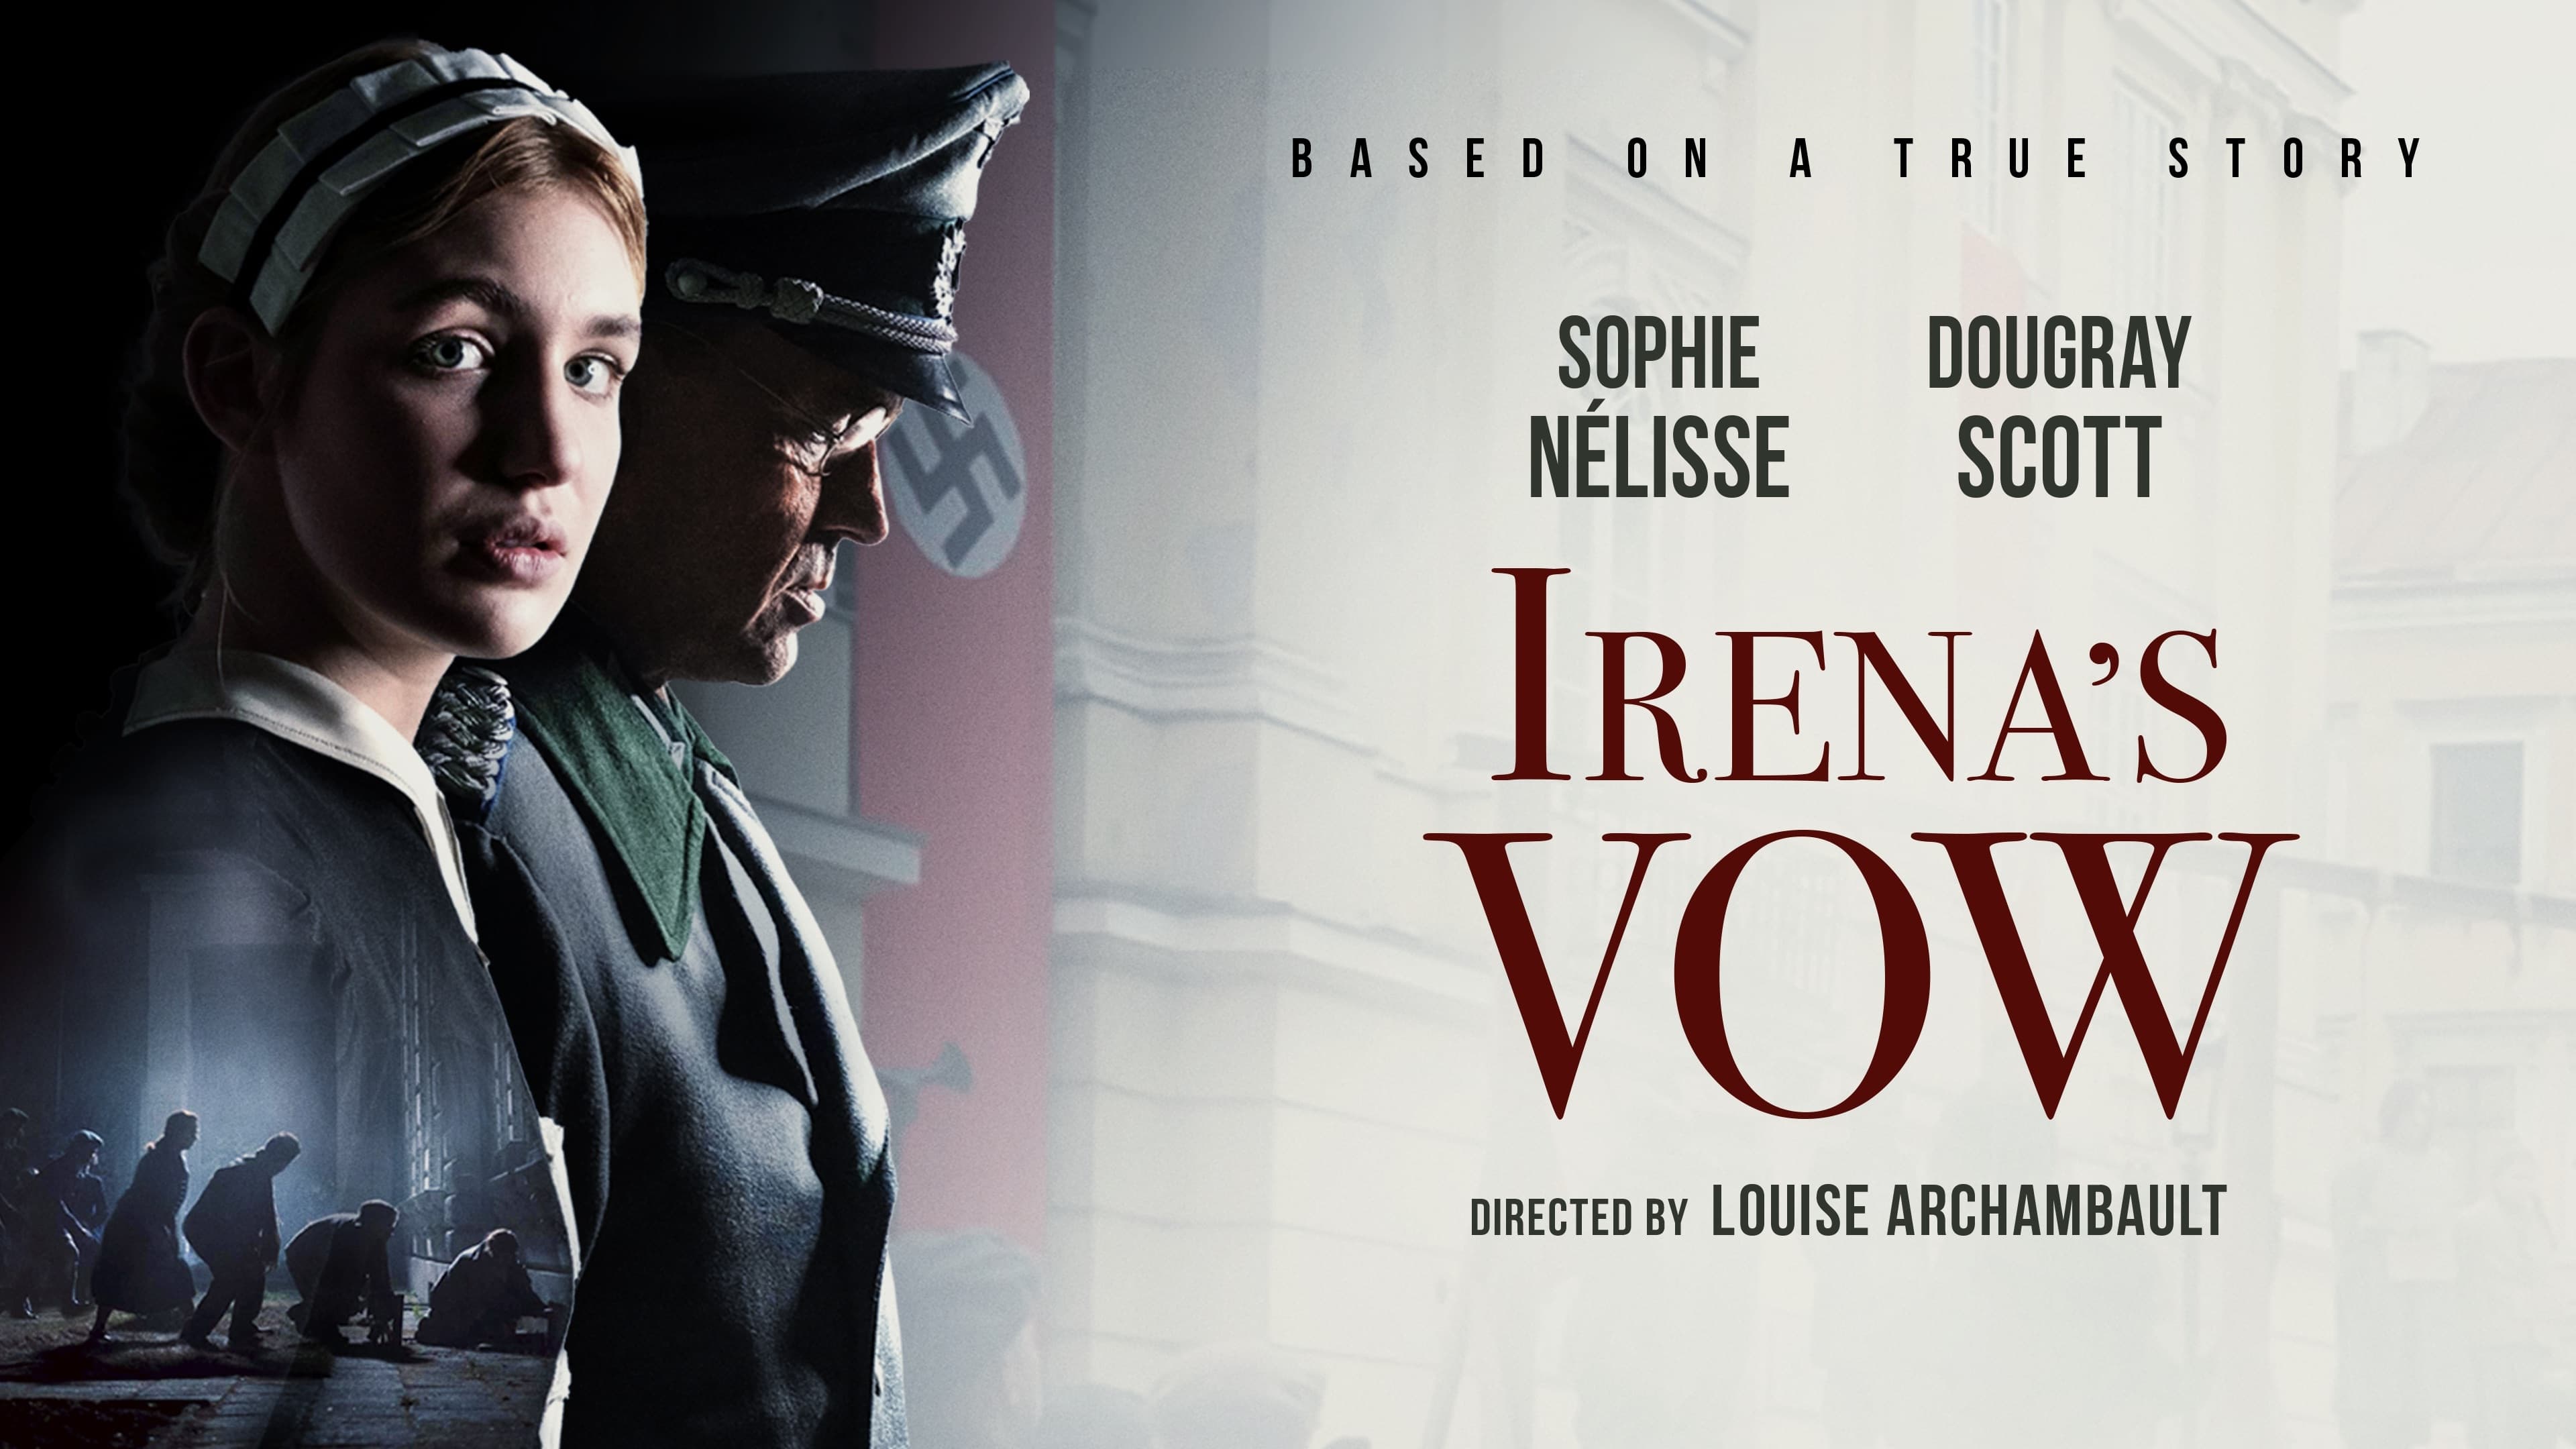 BASED ON A TRUE STORY
SOPHIE NÉLISSE
DOUGRAY SCOTT
IRENA'S
VOW
DIRECTED BY LOUISE ARCHAMBAULT